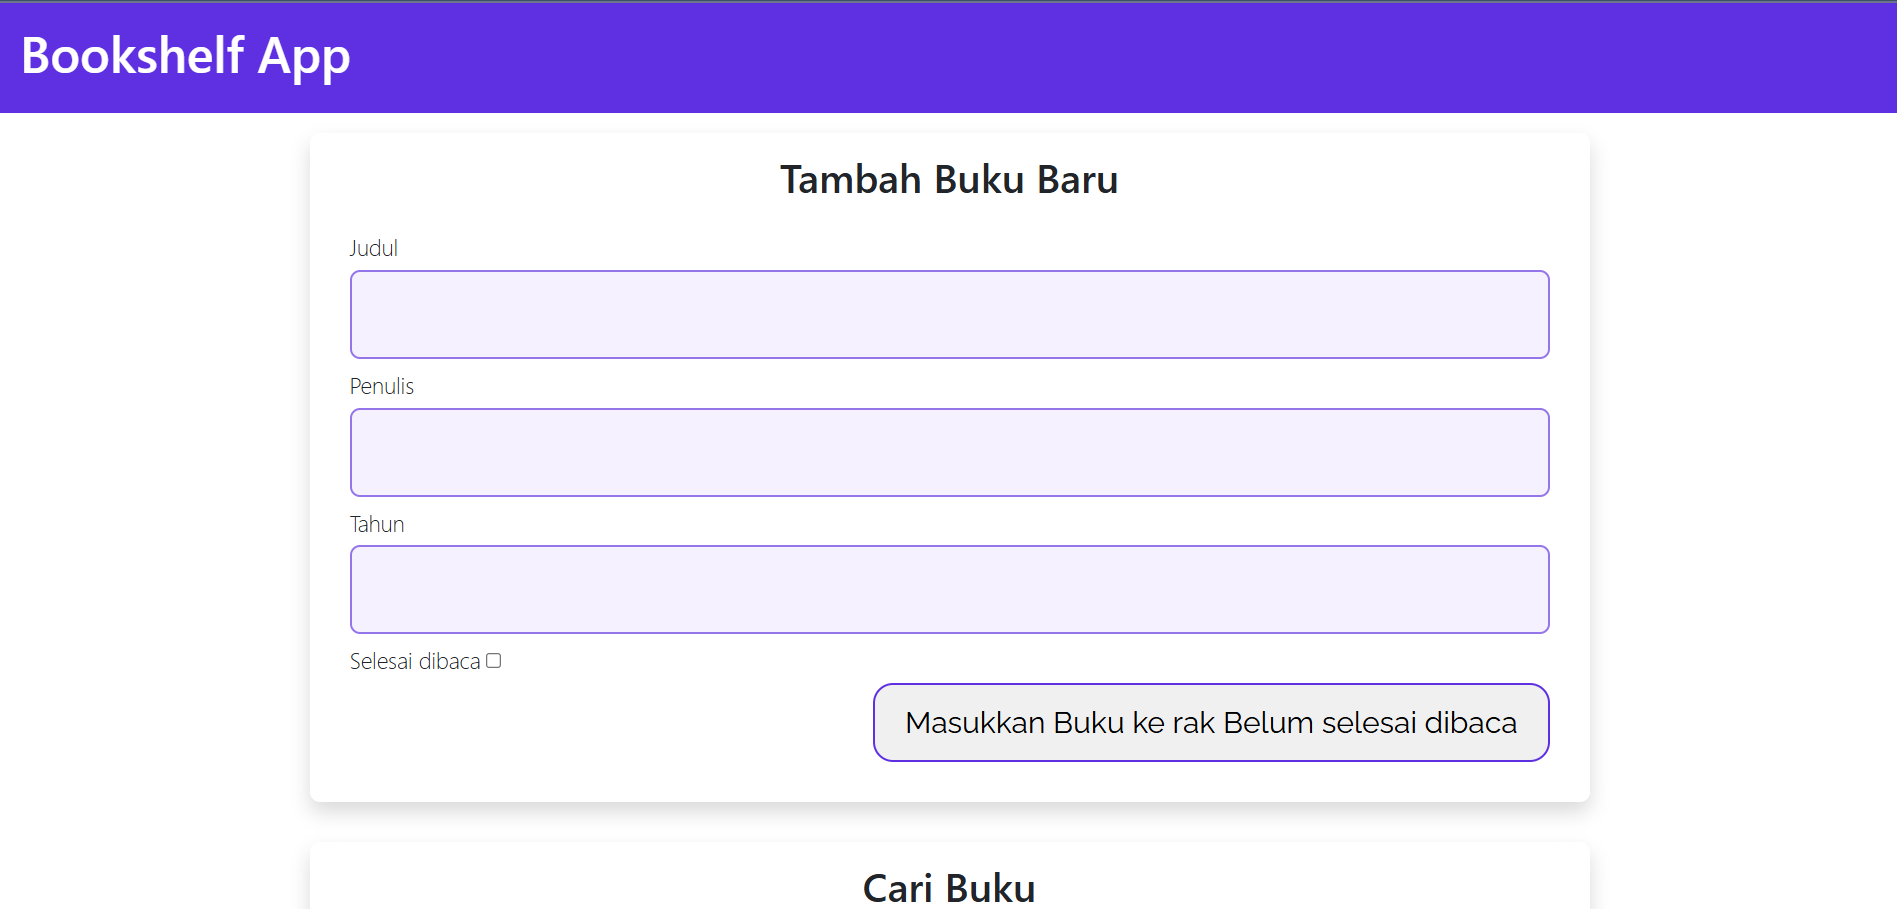 Bookshelf App
Tambah Buku Baru
Judul
Penulis
Tahun
Selesai dibaca
Masukkan Buku ke rak Belum selesai dibaca
Cari Buku